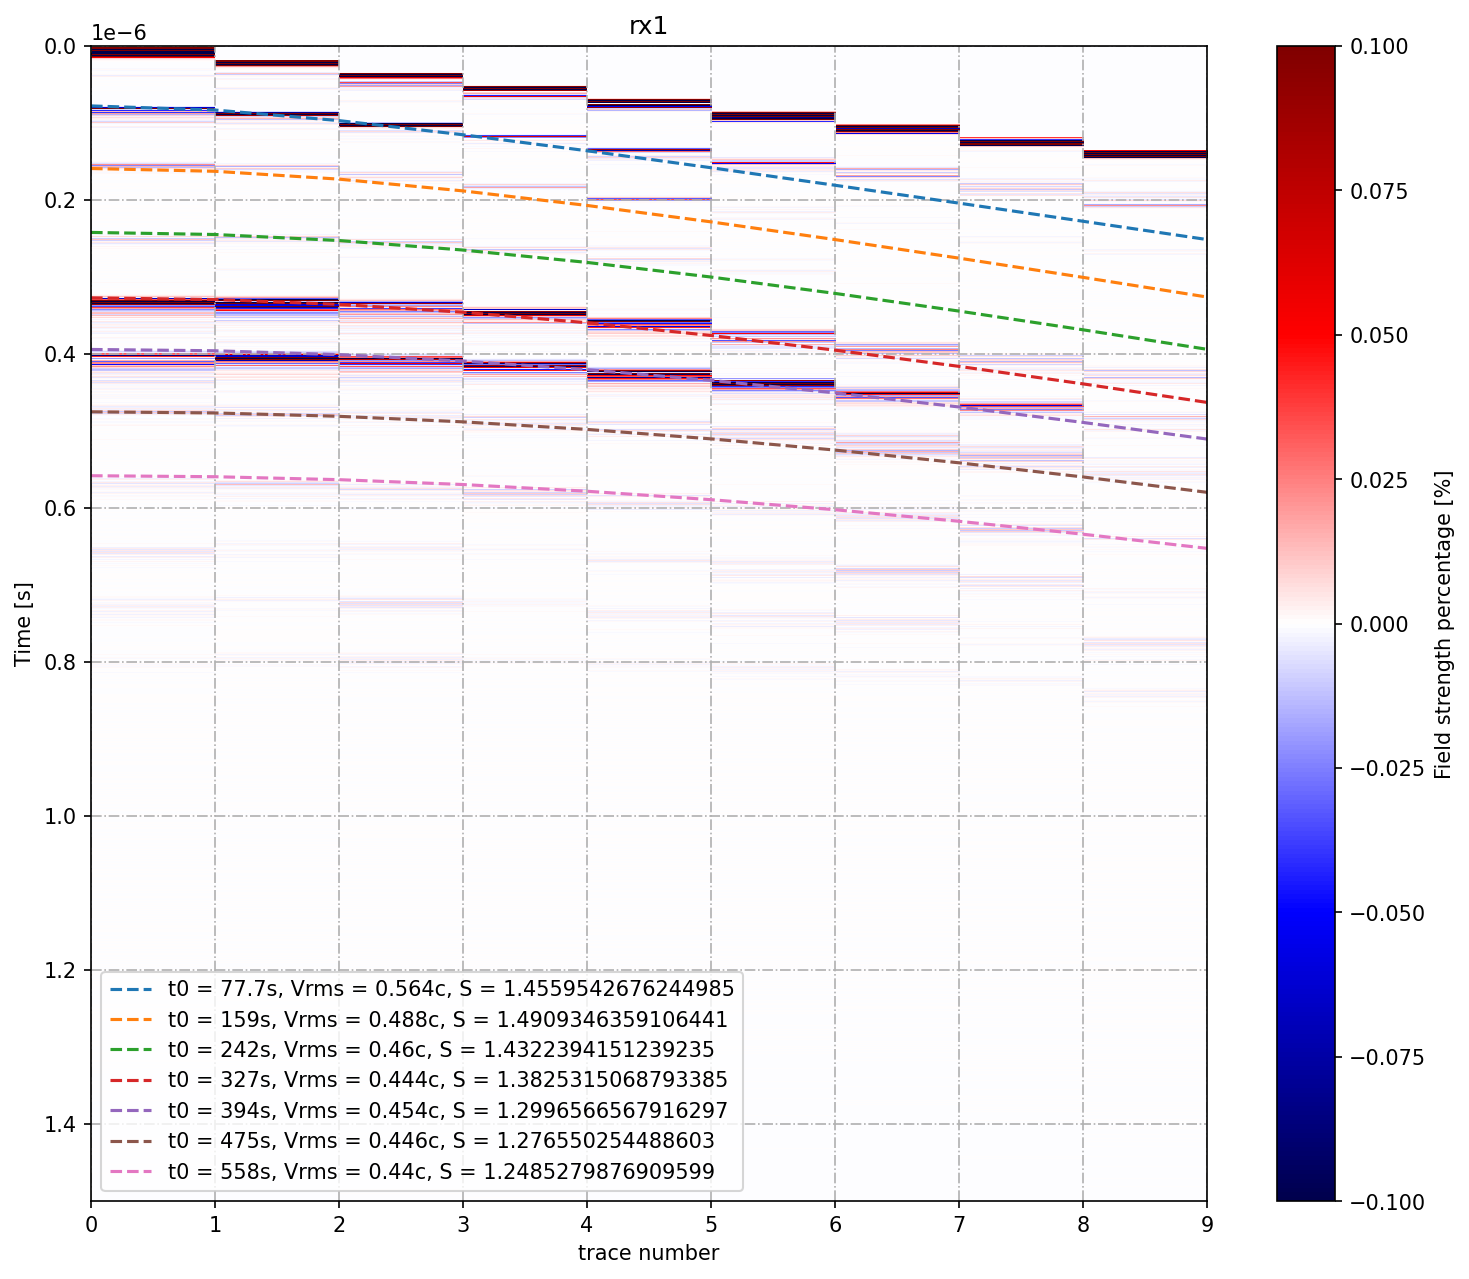 rx1
1e−6
0.0
0.2
0.4
0.6
0.8
1.0
1.2
1.4
Time [s]
t0 = 77.7s, Vrms = 0.564c, S = 1.4559542676244985
t0 = 159s, Vrms = 0.488c, S = 1.4909346359106441
t0 = 242s, Vrms = 0.46c, S = 1.4322394151239235
t0 = 327s, Vrms = 0.444c, S = 1.3825315068793385
t0 = 394s, Vrms = 0.454c, S = 1.2996566567916297
t0 = 475s, Vrms = 0.446c, S = 1.276550254488603
t0 = 558s, Vrms = 0.44c, S = 1.2485279876909599
0 1 2 3 4 5 6 7 8 9
trace number
0.100
0.075
0.050
0.025
0.000
−0.025
−0.050
−0.075
−0.100
Field strength percentage [%]